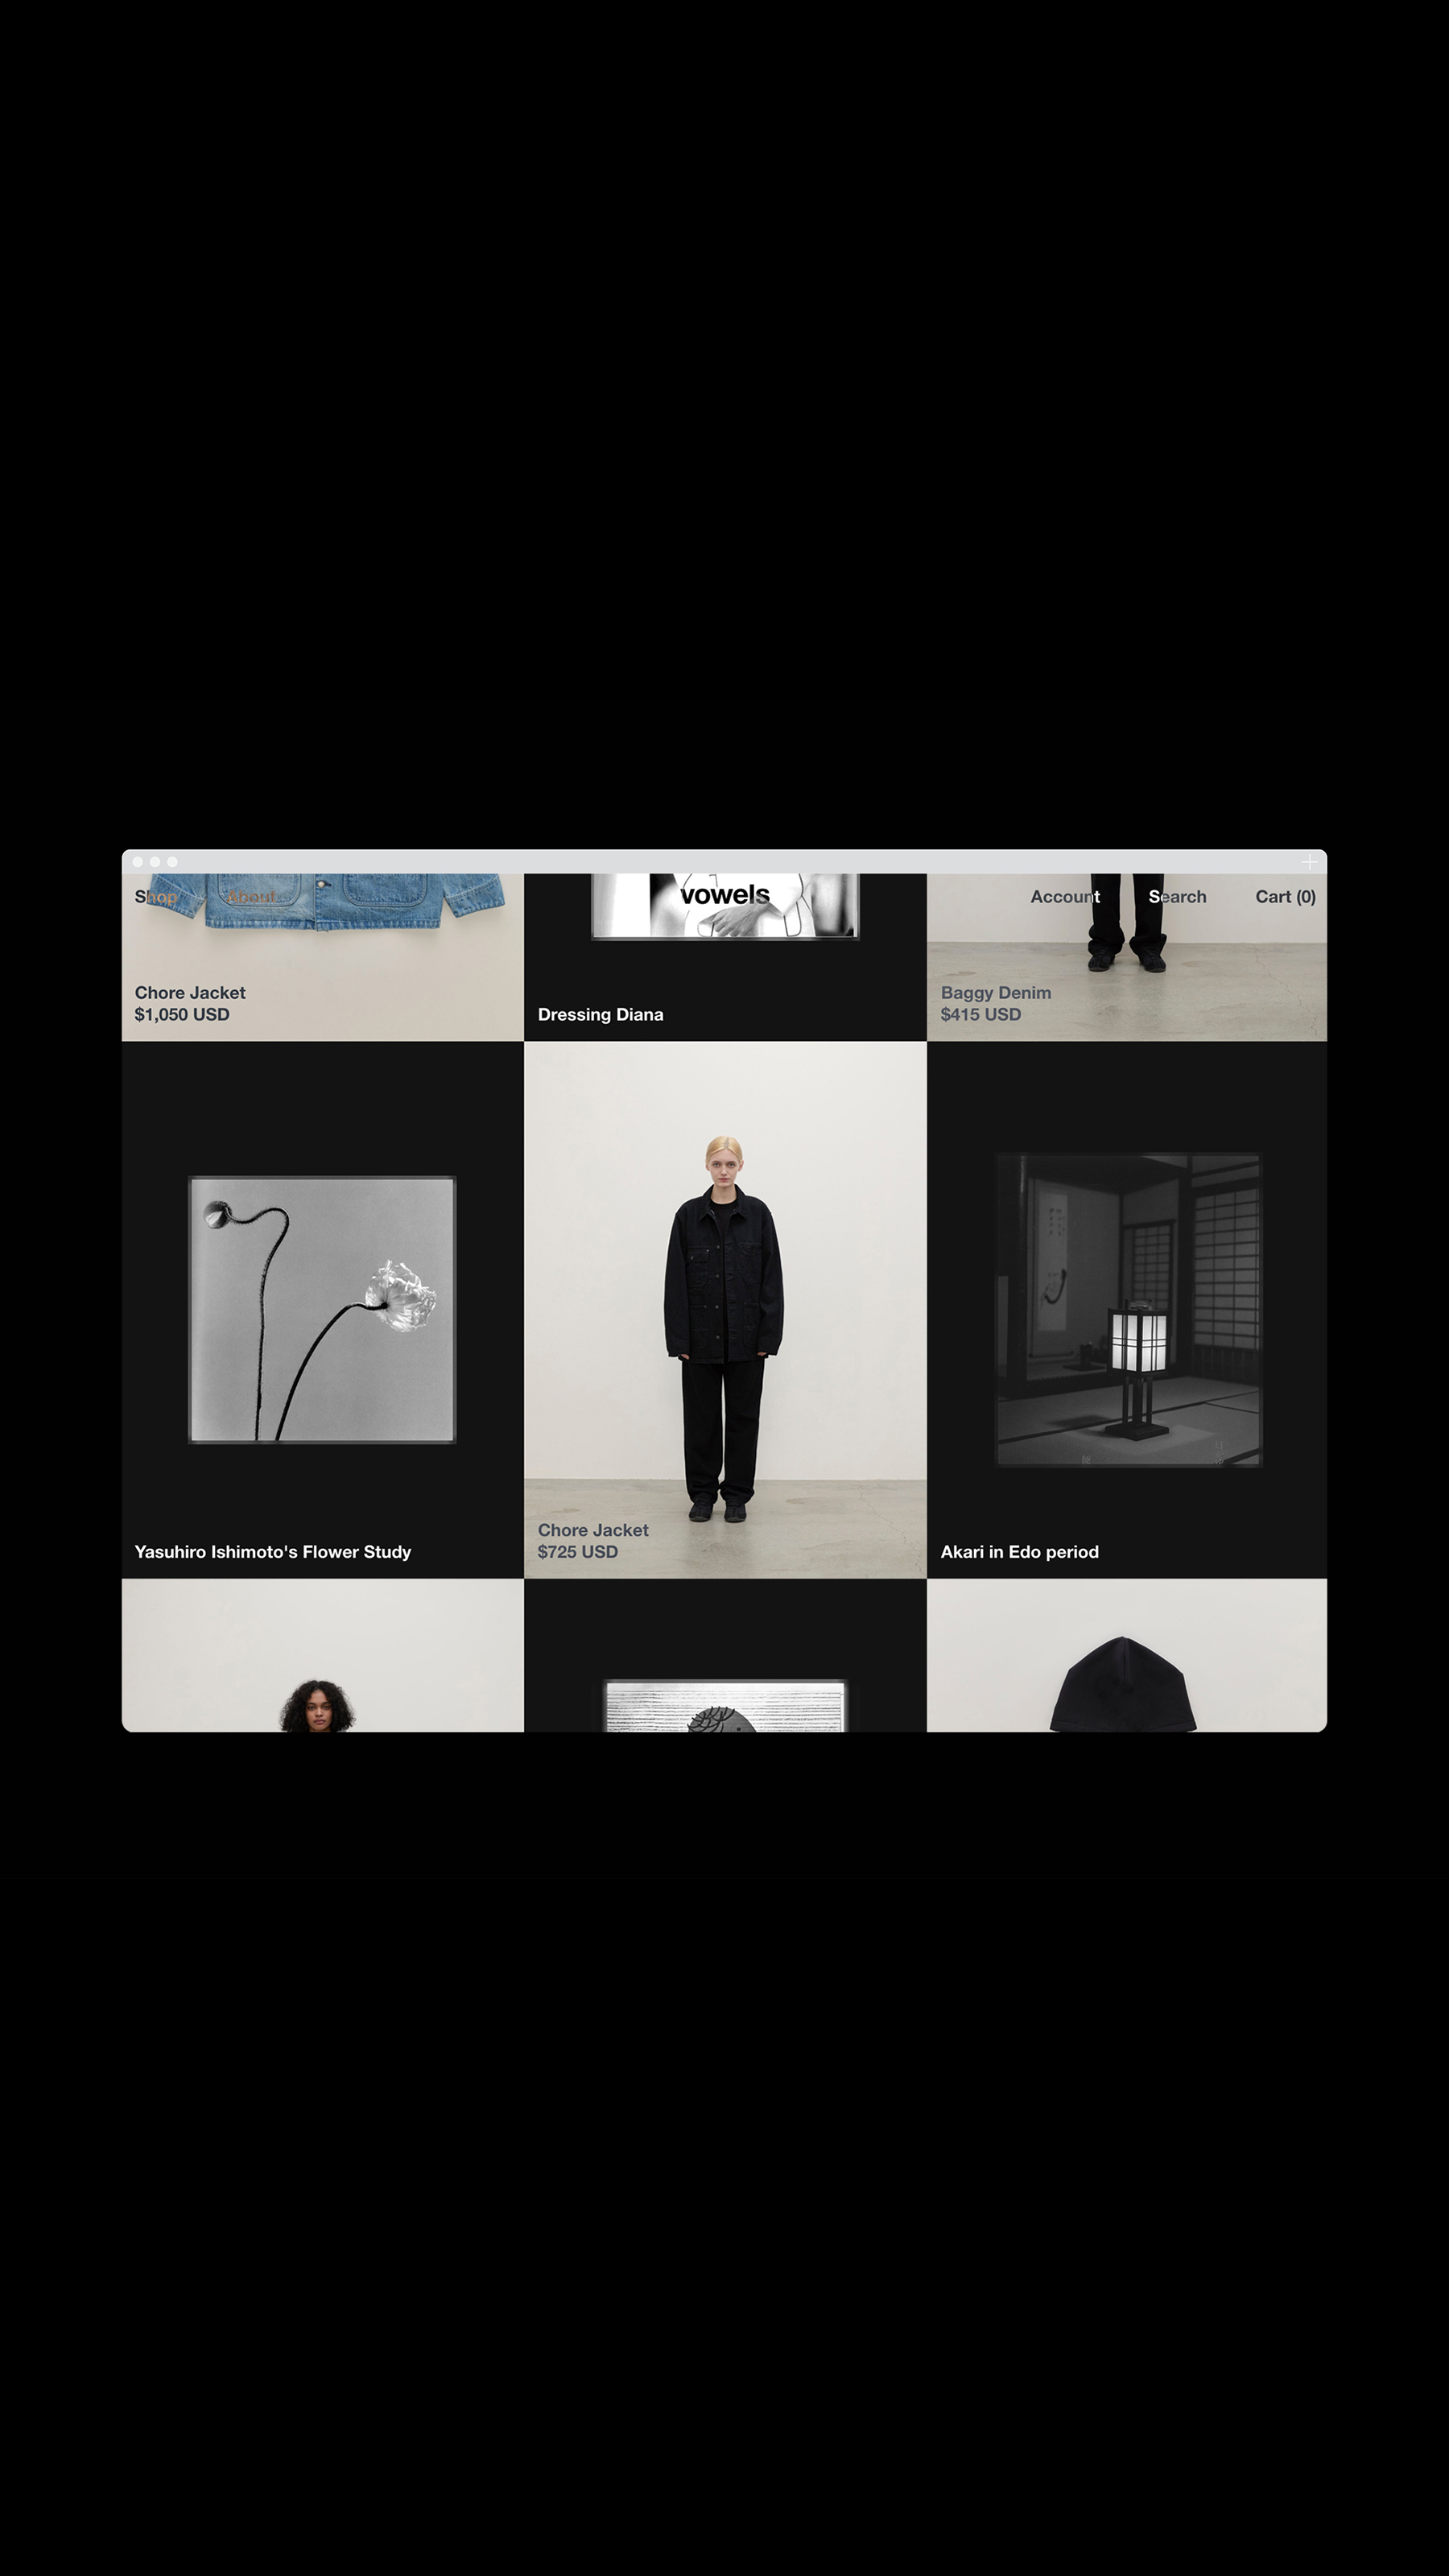 Shop About vowels Account Search Cart (0)
Chore Jacket
$1,050 USD
Dressing Diana
Baggy Denim
$415 USD
Yasuhiro Ishimoto's Flower Study
Chore Jacket
$725 USD
Akari in Edo period